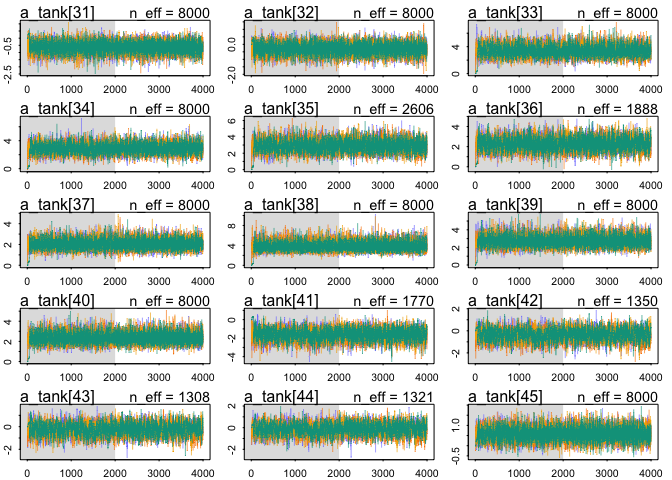 a_tank[31] n_eff = 8000 a_tank[32] n_eff = 8000 a_tank[33] n_eff = 8000
-2.5 -0.5 -2.0 0.0 0 4
0 1000 2000 3000 4000 0 1000 2000 3000 4000 0 1000 2000 3000 4000
a_tank[34] n_eff = 8000 a_tank[35] n_eff = 2606 a_tank[36] n_eff = 1888
0 4 0 2 4 6 0 2 4
0 1000 2000 3000 4000 0 1000 2000 3000 4000 0 1000 2000 3000 4000
a_tank[37] n_eff = 8000 a_tank[38] n_eff = 8000 a_tank[39] n_eff = 8000
0 2 4 0 4 8 0 2 4
0 1000 2000 3000 4000 0 1000 2000 3000 4000 0 1000 2000 3000 4000
a_tank[40] n_eff = 8000 a_tank[41] n_eff = 1770 a_tank[42] n_eff = 1350
0 2 4 -4 -2 0 -2 0 2
0 1000 2000 3000 4000 0 1000 2000 3000 4000 0 1000 2000 3000 4000
a_tank[43] n_eff = 1308 a_tank[44] n_eff = 1321 a_tank[45] n_eff = 8000
-2 0 -2 0 2 -0.5 1.0
0 1000 2000 3000 4000 0 1000 2000 3000 4000 0 1000 2000 3000 4000